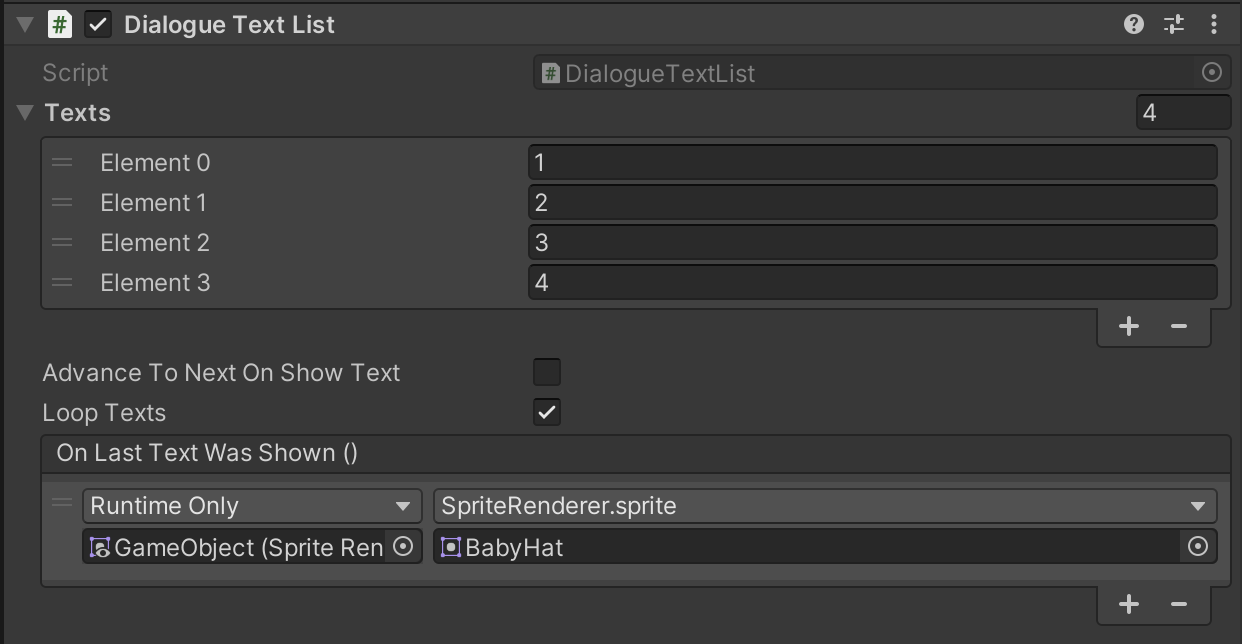 Dialogue Text List
Script DialogueTextList
Texts 4
Element 0 1
Element 1 2
Element 2 3
Element 3 4
Advance To Next On Show Text
Loop Texts
On Last Text Was Shown ()
Runtime Only SpriteRenderer.sprite
GameObject (Sprite Ren BabyHat